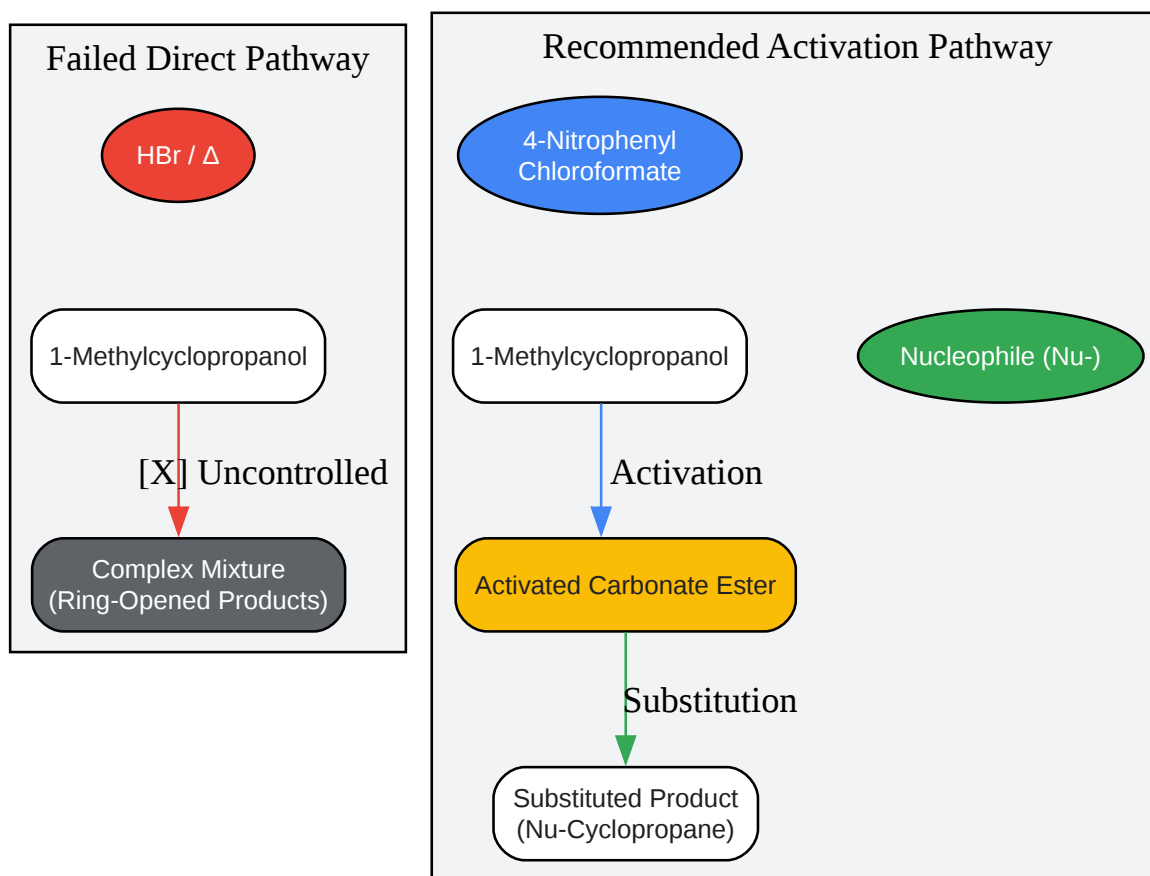 Failed Direct Pathway
HBr / Δ
1-Methylcyclopropanol
[X] Uncontrolled
Complex Mixture
(Ring-Opened Products)
Recommended Activation Pathway
4-Nitrophenyl
Chloroformate
1-Methylcyclopropanol
Nucleophile (Nu-)
Activation
Activated Carbonate Ester
Substitution
Substituted Product
(Nu-Cyclopropane)